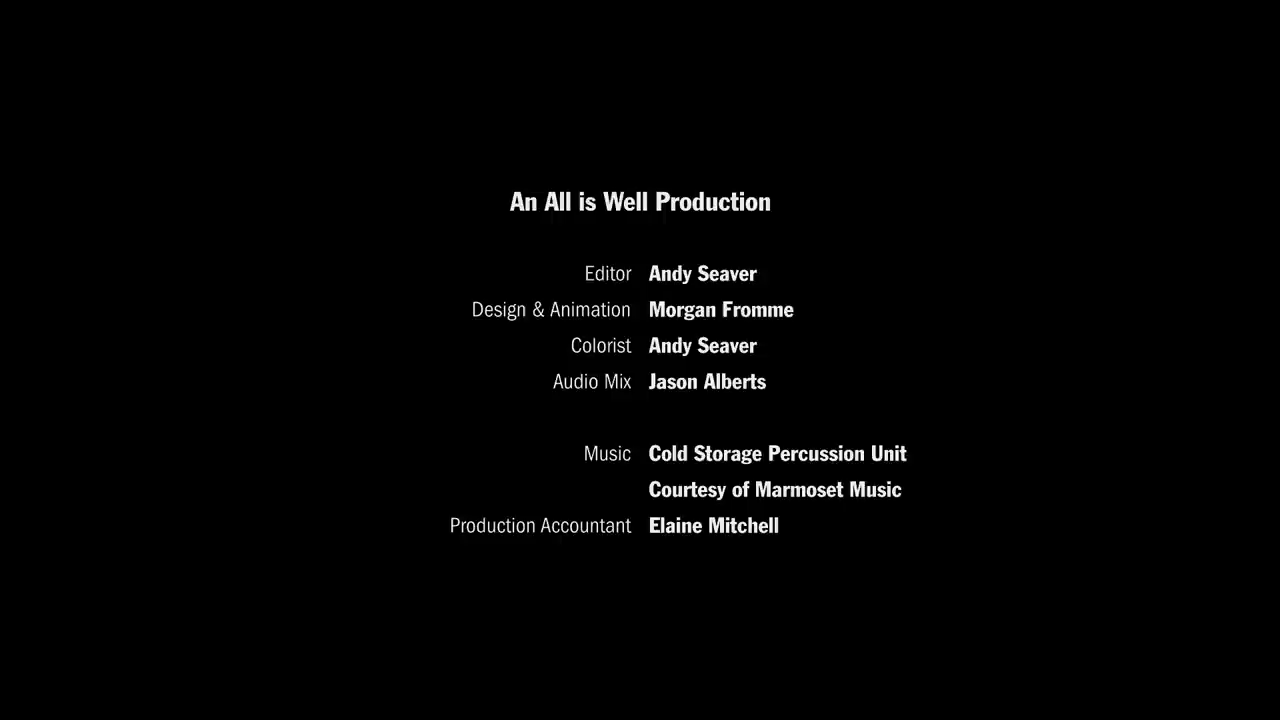 An All is Well Production
Editor Andy Seaver
Design & Animation Morgan Fromme
Colorist Andy Seaver
Audio Mix Jason Alberts
Music Cold Storage Percussion Unit
Courtesy of Marmoset Music
Production Accountant Elaine Mitchell